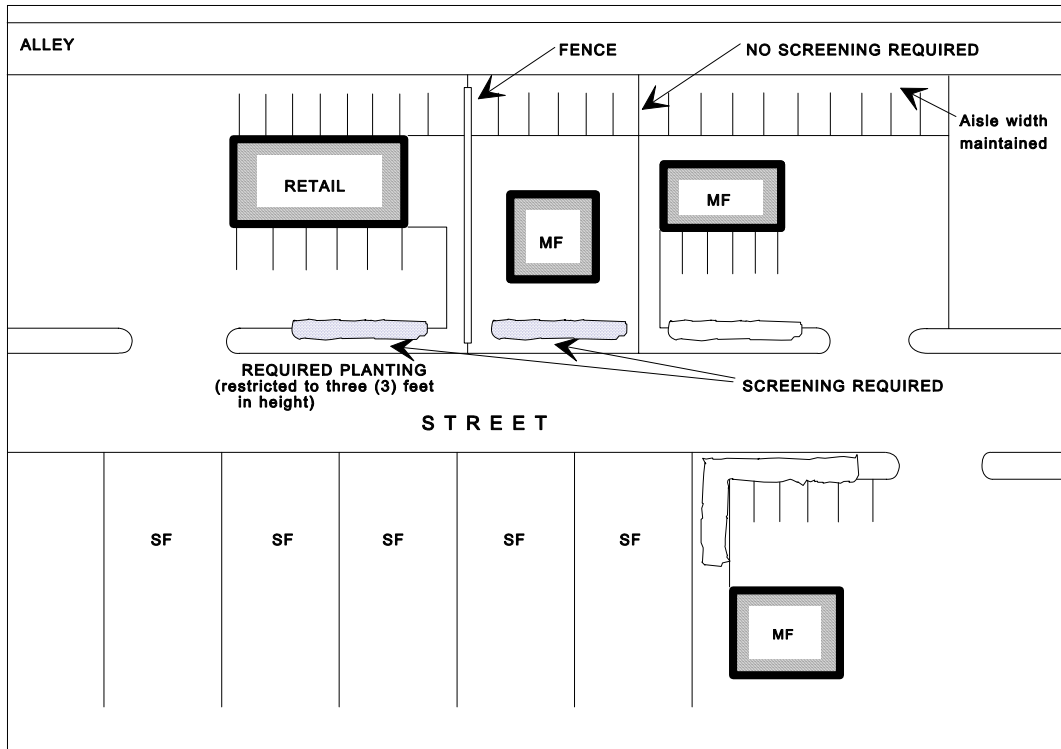 ALLEY
FENCE
NO SCREENING REQUIRED
Aisle width
maintained
RETAIL
MF
MF
REQUIRED PLANTING
(restricted to three (3) feet
in height)
SCREENING REQUIRED
STREET
SF
SF
SF
SF
SF
MF